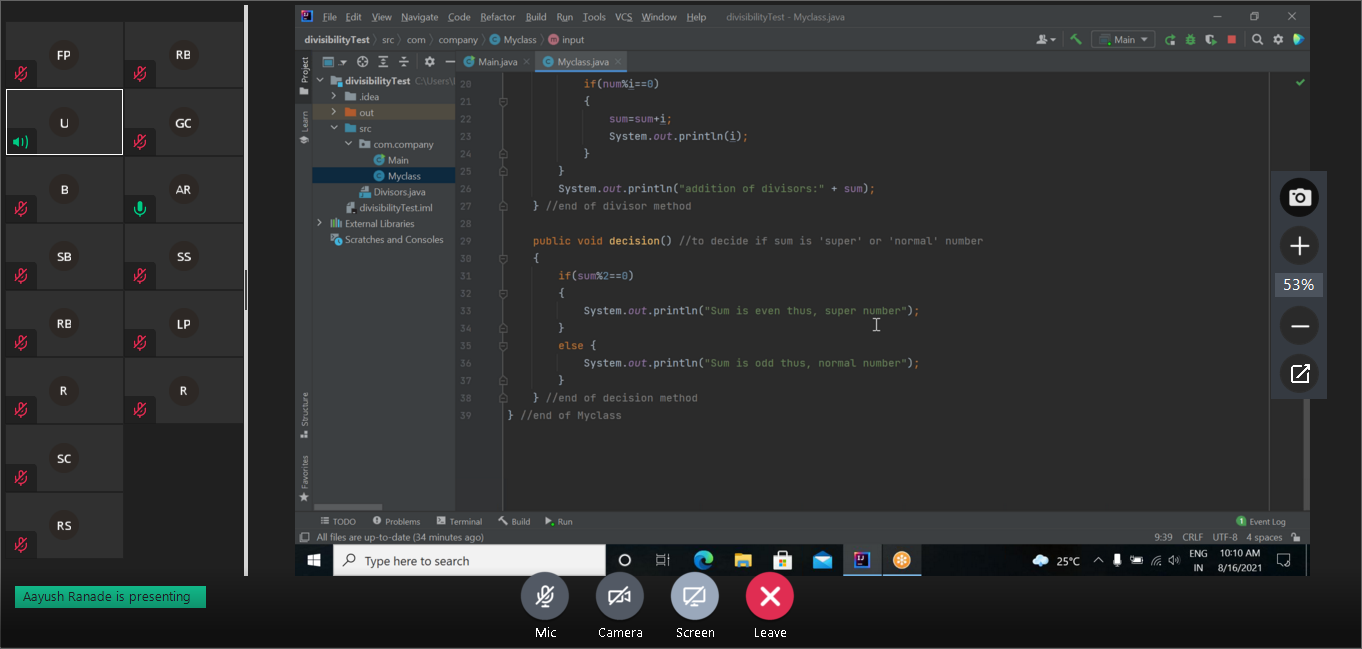 FP
RB
U
GC
B
AR
SB
SS
RB
LP
R
R
SC
RS
Aayush Ranade is presenting
File Edit View Navigate Code Refactor Build Run Tools VCS Window Help divisibilityTest - Myclass.java
divisibilityTest src com company Myclass input
Main
Project
Learn
Structure
Favorites
Main.java
Myclass.java
divisibilityTest C:\Users\
.idea
out
src
com.company
Main
Myclass
Divisors.java
divisibilityTest.iml
External Libraries
Scratches and Consoles
20 if(num%i==0)
21 {
22 sum=sum+i;
23 System.out.println(i);
24 }
25 }
26 System.out.println("addition of divisors:" + sum);
27 } //end of divisor method
28
29 public void decision() //to decide if sum is 'super' or 'normal' number
30 {
31 if(sum%2==0)
32 {
33 System.out.println("Sum is even thus, super number");
34 }
35 else {
36 System.out.println("Sum is odd thus, normal number");
37 }
38 } //end of decision method
39 } //end of Myclass
TODO Problems Terminal Build Run 1 Event Log
All files are up-to-date (34 minutes ago) 9:39 CRLF UTF-8 4 spaces
Type here to search
25°C
ENG
IN
10:10 AM
8/16/2021
53%
Mic
Camera
Screen
Leave